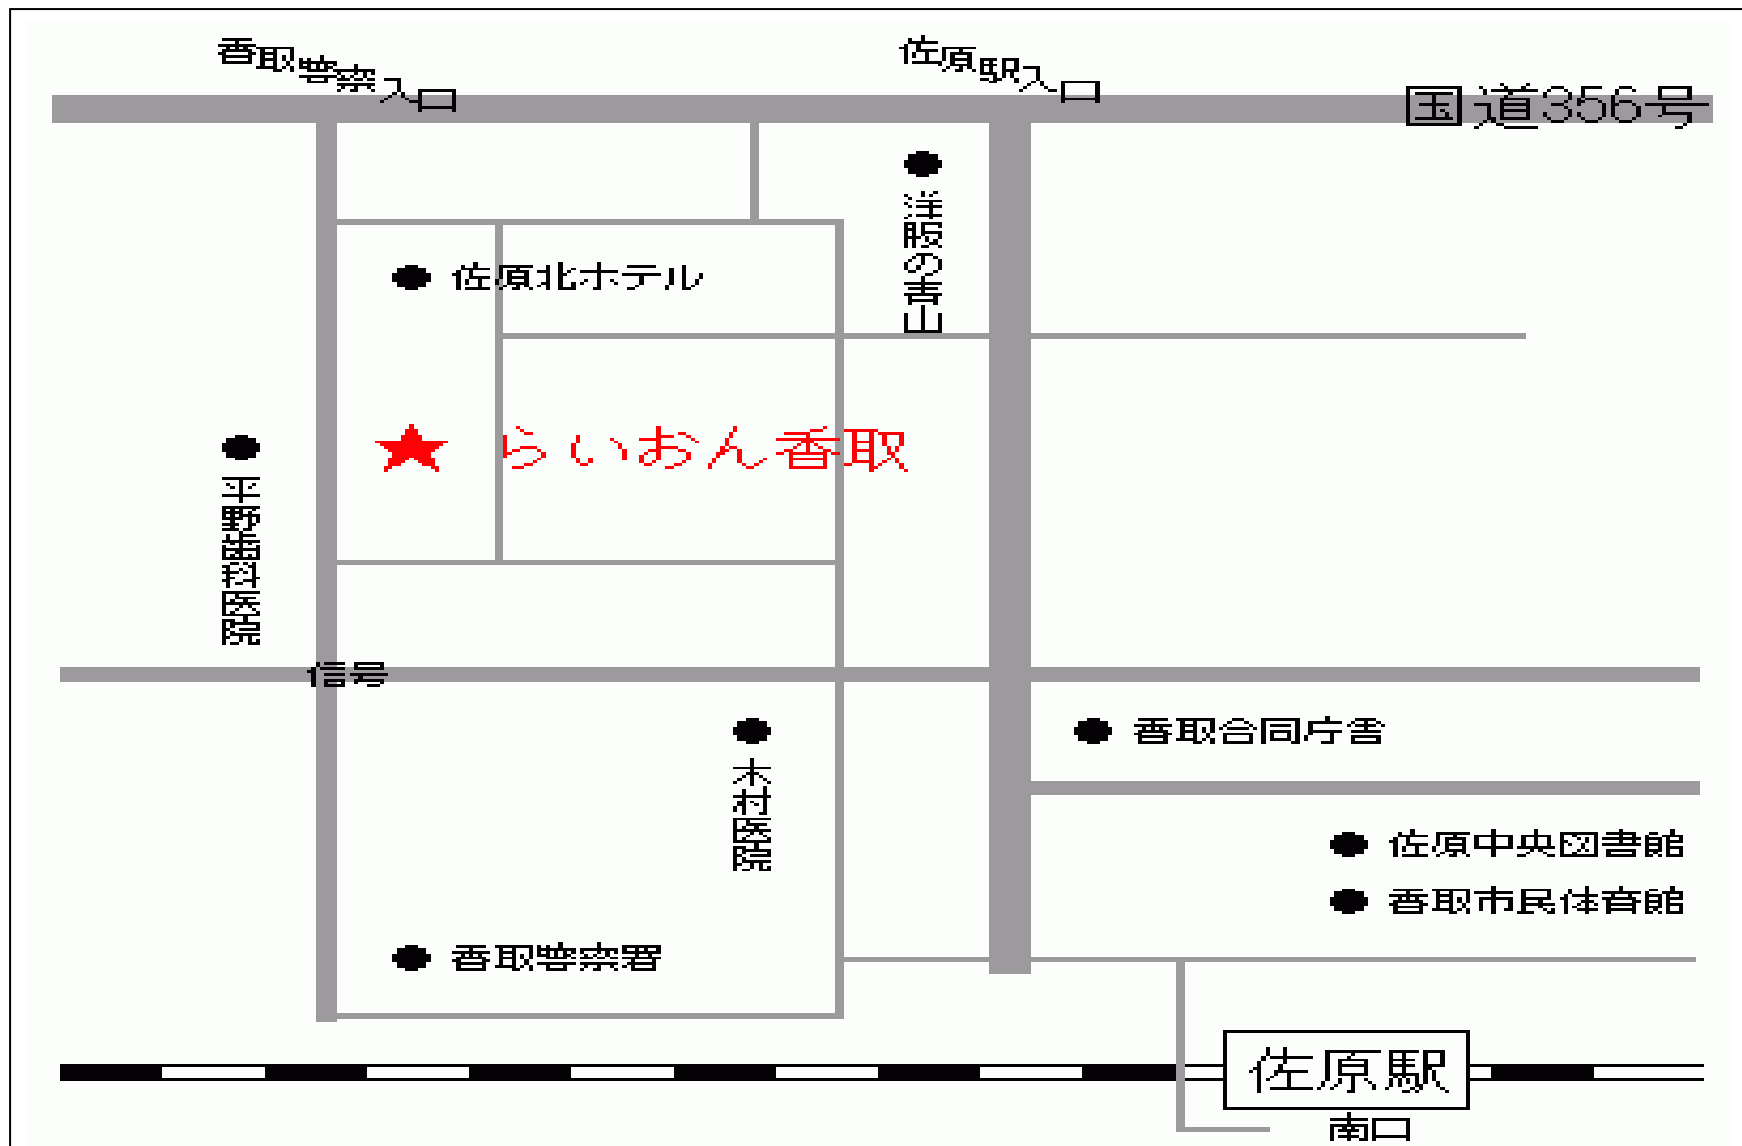 香取警察入口
佐原駅入口
国道356号
洋服の青山
佐原北ホテル
らいおん香取
平野歯科医院
信号
香取合同庁舎
木村医院
佐原中央図書館
香取市民体育館
香取警察署
佐原駅
南口